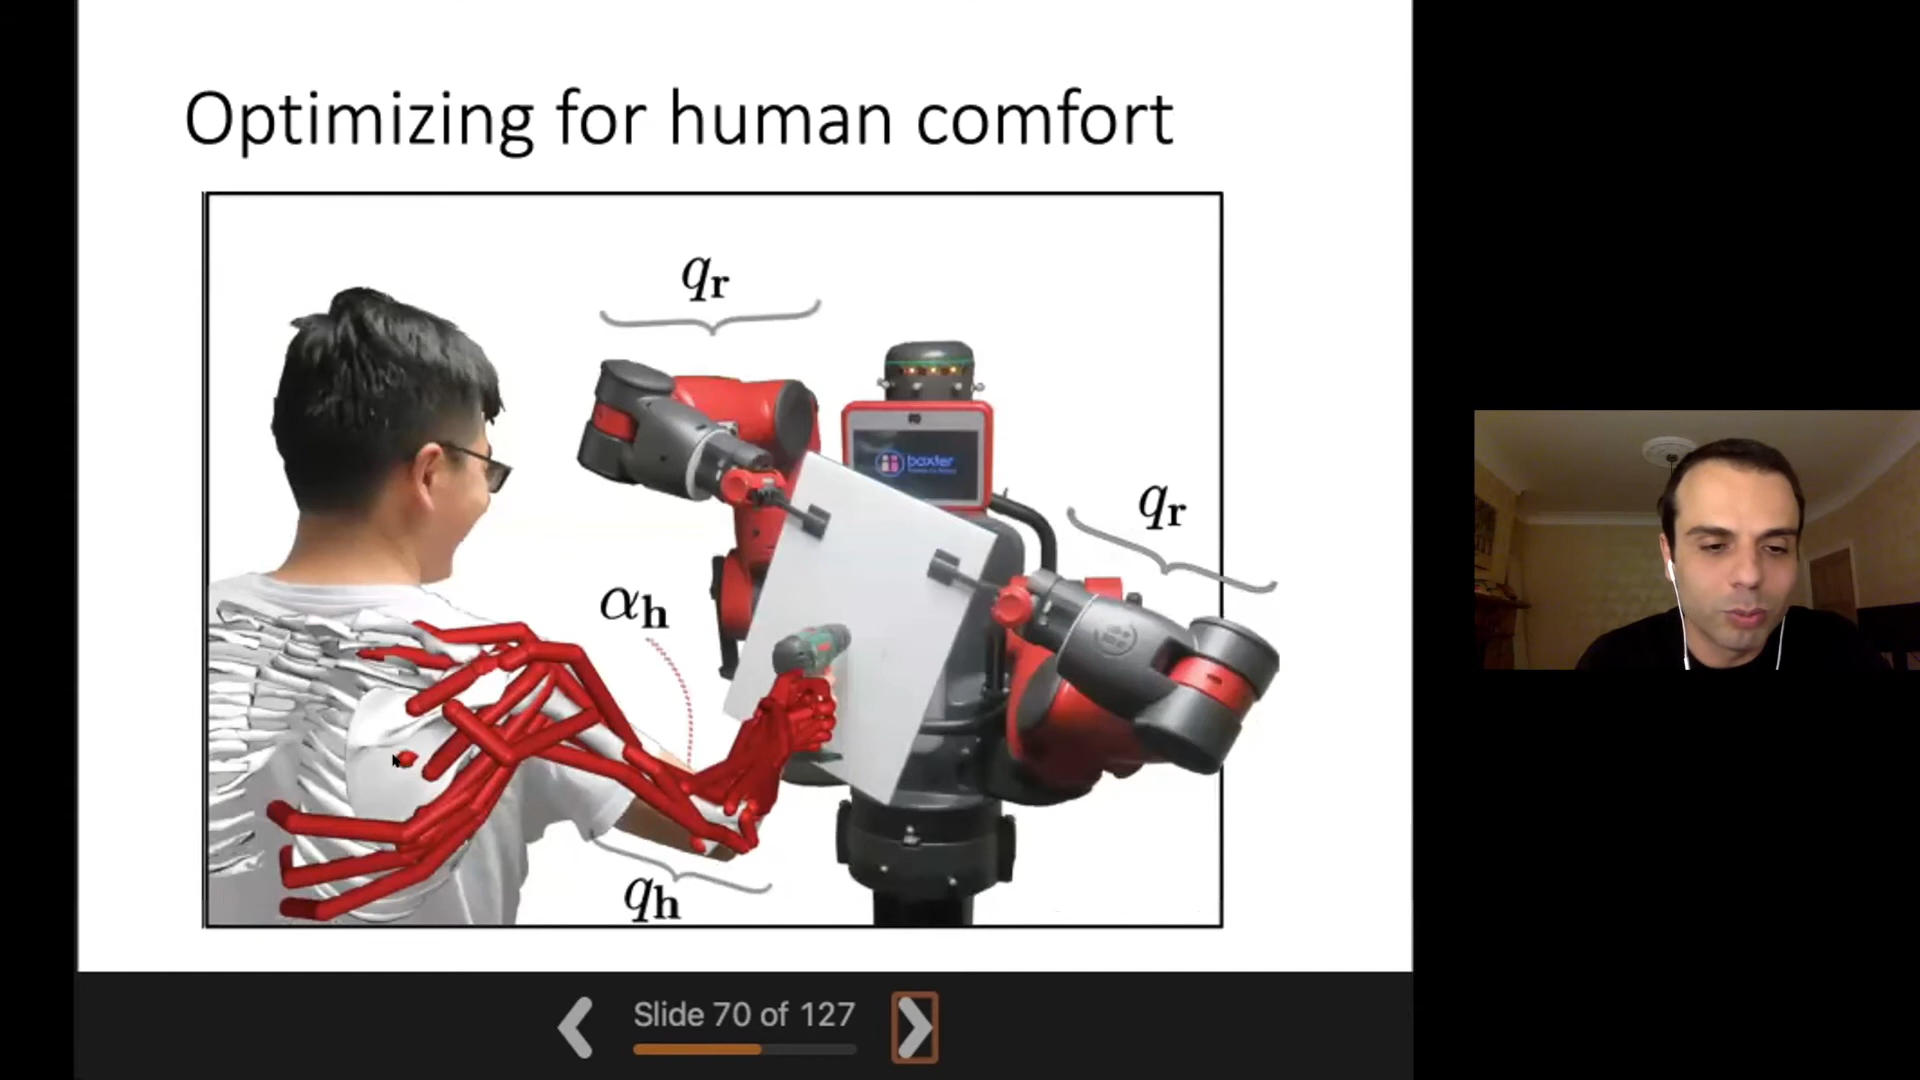 Optimizing for human comfort
q_r
baxter
q_r
α_h
q_h
Slide 70 of 127